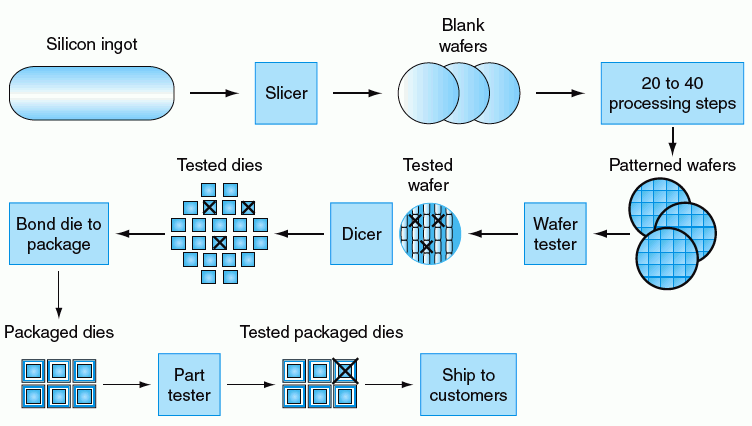 Silicon ingot
Slicer
Blank
wafers
20 to 40
processing steps
Patterned wafers
Wafer
tester
Tested
wafer
Dicer
Tested dies
Bond die to
package
Packaged dies
Part
tester
Tested packaged dies
Ship to
customers